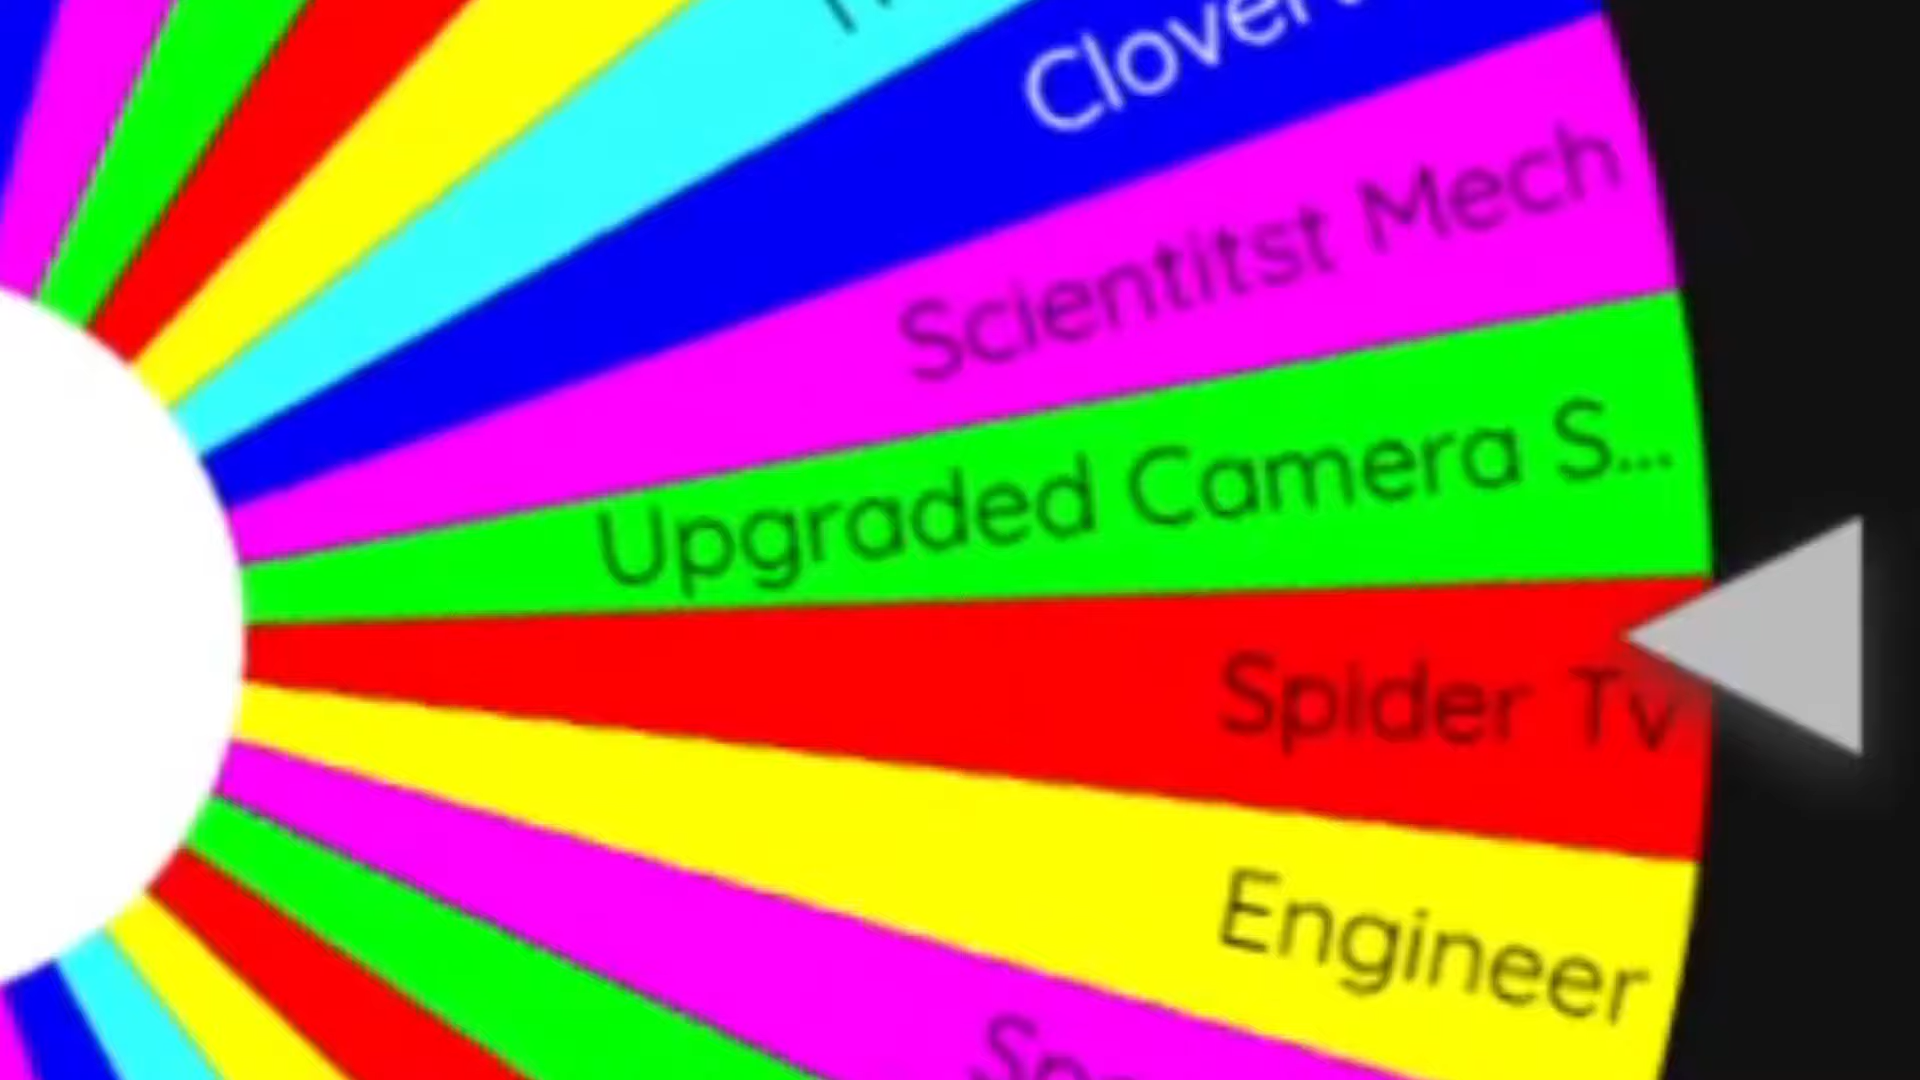 Clover
Scientitst Mech
Upgraded Camera S...
Spider Tv
Engineer